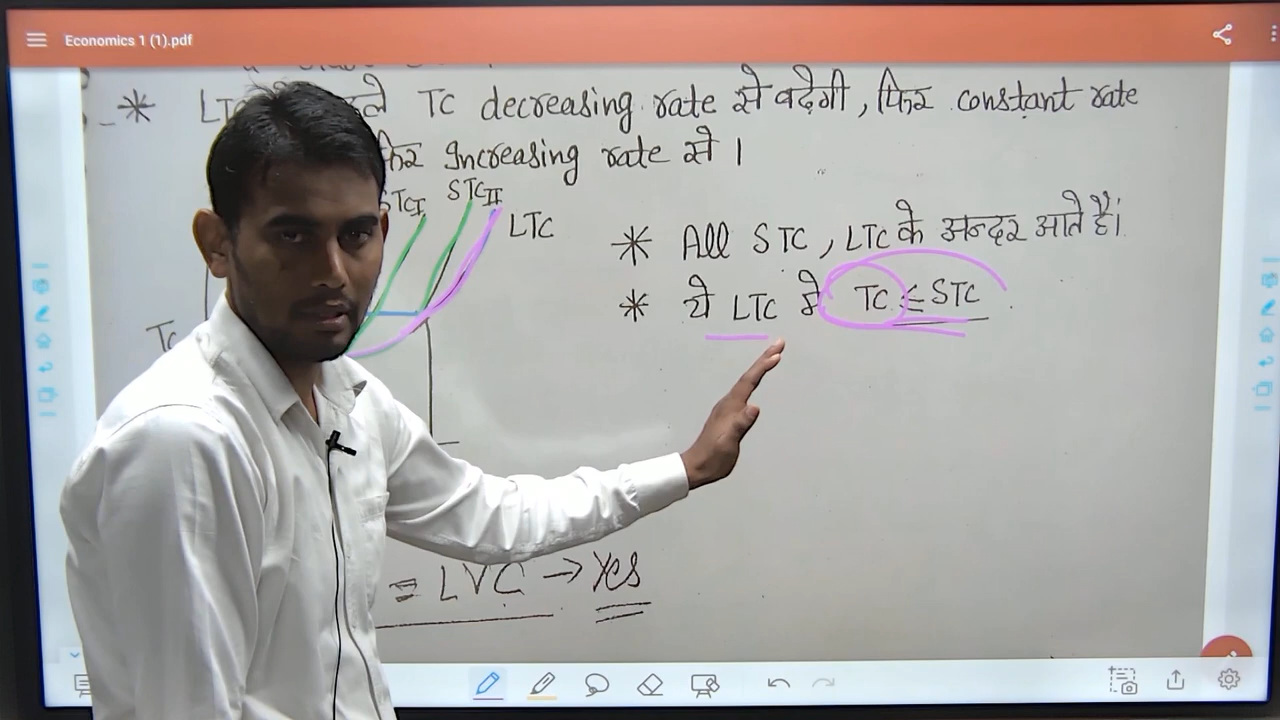 Economics 1 (1).pdf
* LTC TC decreasing rate से बढ़ेगी, फिर constant rate
फिर Increasing rate से ।
STCI STCII LTC
* All STC, LTC के अन्दर आते हैं।
TC
* ये LTC में TC ≤ STC
= LVC → Yes